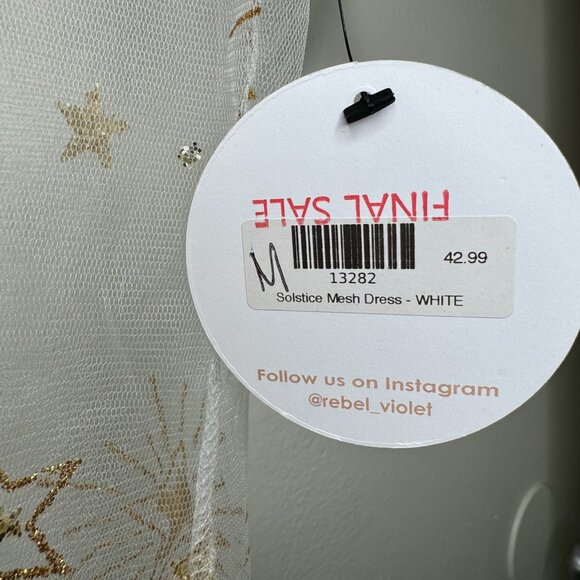 FINAL SALE
M
42.99
13282
Solstice Mesh Dress - WHITE
Follow us on Instagram
@rebel_violet